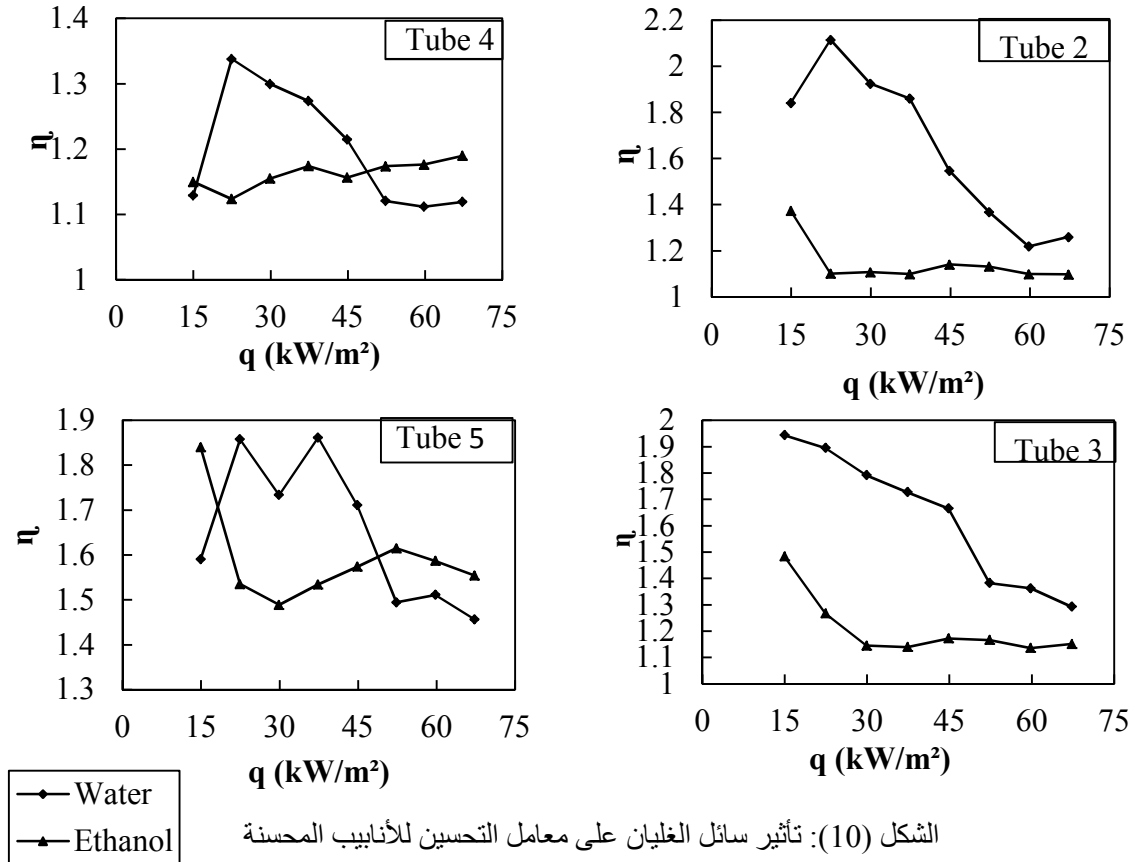 Tube 4
1.4
1.3
1.2
1.1
1
η
0 15 30 45 60 75
q (kW/m²)
Tube 2
2.2
2
1.8
1.6
1.4
1.2
1
η
0 15 30 45 60 75
q (kW/m²)
Tube 5
1.9
1.8
1.7
1.6
1.5
1.4
1.3
η
0 15 30 45 60 75
q (kW/m²)
Tube 3
2
1.9
1.8
1.7
1.6
1.5
1.4
1.3
1.2
1.1
1
η
0 15 30 45 60 75
q (kW/m²)
Water
Ethanol
الشكل (10): تأثير سائل الغليان على معامل التحسين للأنابيب المحسنة